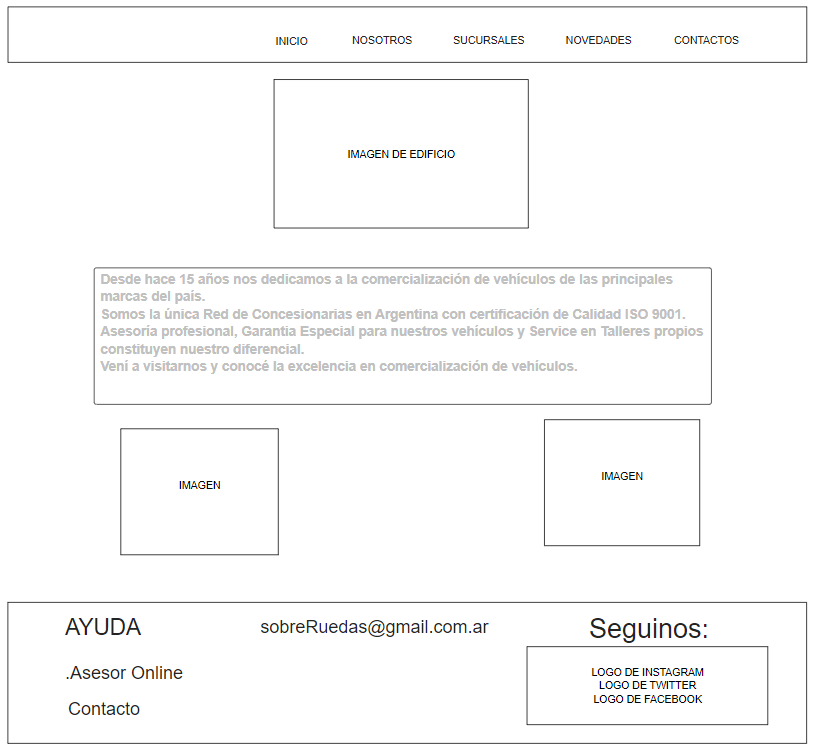 INICIO NOSOTROS SUCURSALES NOVEDADES CONTACTOS
IMAGEN DE EDIFICIO
Desde hace 15 años nos dedicamos a la comercialización de vehículos de las principales
marcas del país.
Somos la única Red de Concesionarias en Argentina con certificación de Calidad ISO 9001.
Asesoría profesional, Garantia Especial para nuestros vehículos y Service en Talleres propios
constituyen nuestro diferencial.
Vení a visitarnos y conocé la excelencia en comercialización de vehículos.
IMAGEN
IMAGEN
AYUDA
.Asesor Online
Contacto
sobreRuedas@gmail.com.ar
Seguinos:
LOGO DE INSTAGRAM
LOGO DE TWITTER
LOGO DE FACEBOOK